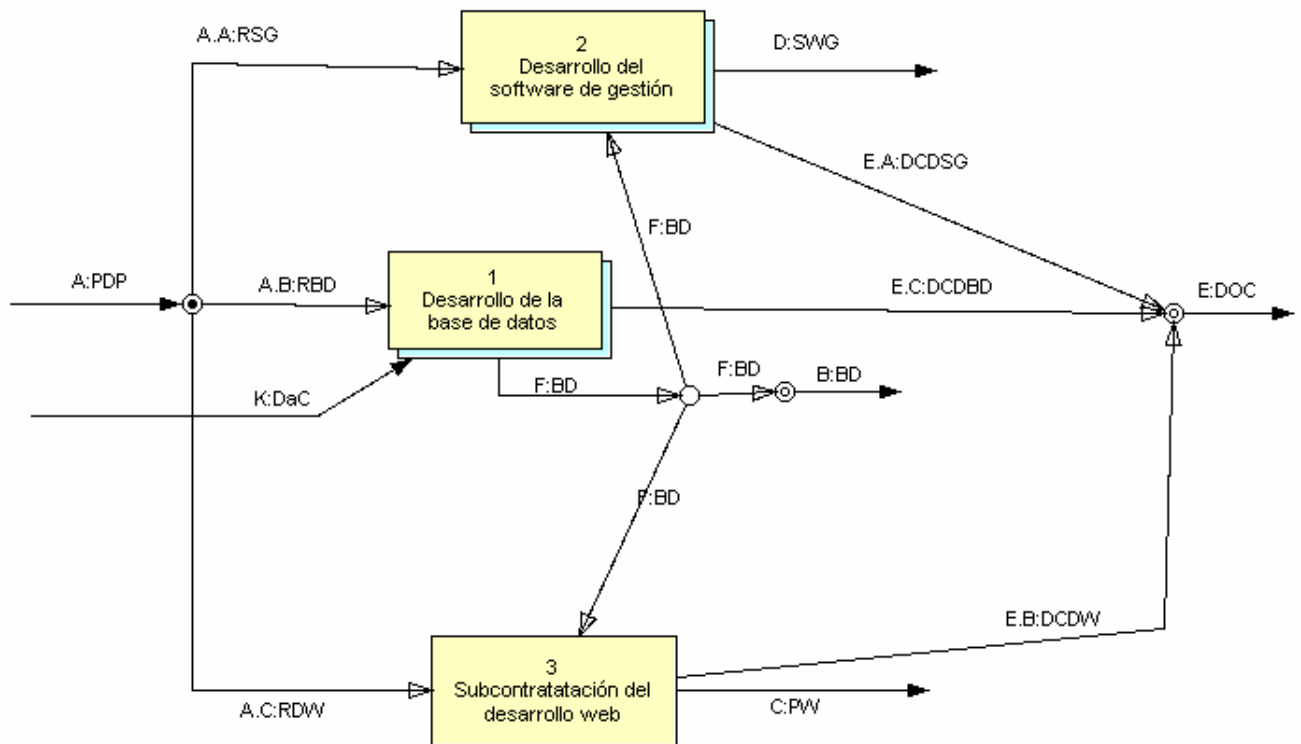 A.A:RSG
2
Desarrollo del
software de gestión
D:SWG
E.A:DCDSG
F:BD
A:PDP
A.B:RBD
1
Desarrollo de la
base de datos
E.C:DCDBD
E:DOC
K:DaC
F:BD
F:BD
B:BD
F:BD
E.B:DCDW
A.C:RDW
3
Subcontratatación del
desarrollo web
C:PW